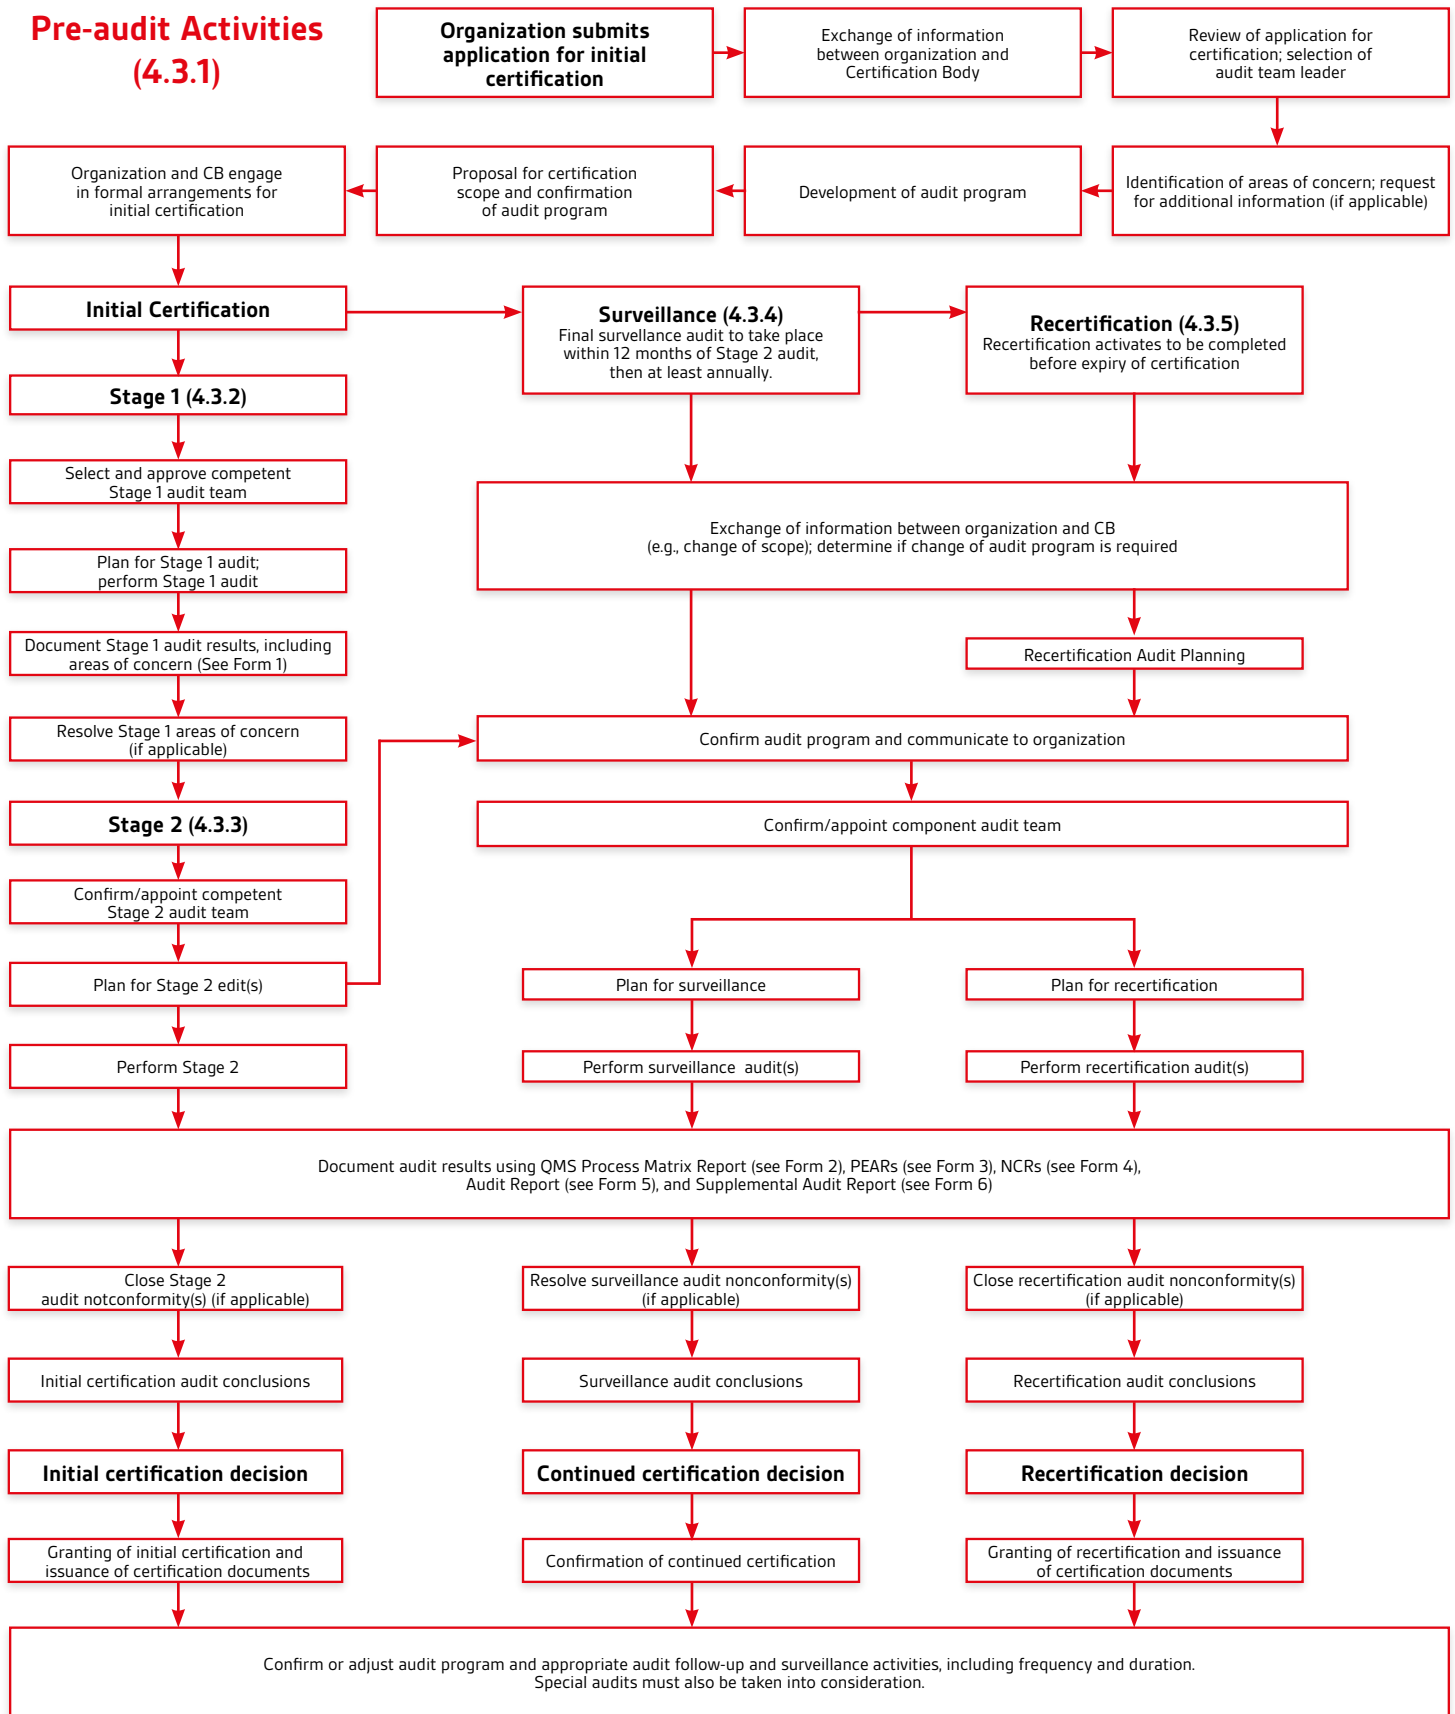 Pre-audit Activities
(4.3.1)
Organization submits
application for initial
certification
Exchange of information
between organization and
Certification Body
Review of application for
certification; selection of
audit team leader
Organization and CB engage
in formal arrangements for
initial certification
Proposal for certification
scope and confirmation
of audit program
Development of audit program
Identification of areas of concern; request
for additional information (if applicable)
Initial Certification
Surveillance (4.3.4)
Final survellance audit to take place
within 12 months of Stage 2 audit,
then at least annually.
Recertification (4.3.5)
Recertification activates to be completed
before expiry of certification
Stage 1 (4.3.2)
Select and approve competent
Stage 1 audit team
Exchange of information between organization and CB
(e.g., change of scope); determine if change of audit program is required
Plan for Stage 1 audit;
perform Stage 1 audit
Document Stage 1 audit results, including
areas of concern (See Form 1)
Recertification Audit Planning
Resolve Stage 1 areas of concern
(if applicable)
Confirm audit program and communicate to organization
Stage 2 (4.3.3)
Confirm/appoint component audit team
Confirm/appoint competent
Stage 2 audit team
Plan for Stage 2 edit(s)
Plan for surveillance
Plan for recertification
Perform Stage 2
Perform surveillance audit(s)
Perform recertification audit(s)
Document audit results using QMS Process Matrix Report (see Form 2), PEARs (see Form 3), NCRs (see Form 4),
Audit Report (see Form 5), and Supplemental Audit Report (see Form 6)
Close Stage 2
audit notconformity(s) (if applicable)
Resolve surveillance audit nonconformity(s)
(if applicable)
Close recertification audit nonconformity(s)
(if applicable)
Initial certification audit conclusions
Surveillance audit conclusions
Recertification audit conclusions
Initial certification decision
Continued certification decision
Recertification decision
Granting of initial certification and
issuance of certification documents
Confirmation of continued certification
Granting of recertification and issuance
of certification documents
Confirm or adjust audit program and appropriate audit follow-up and surveillance activities, including frequency and duration.
Special audits must also be taken into consideration.